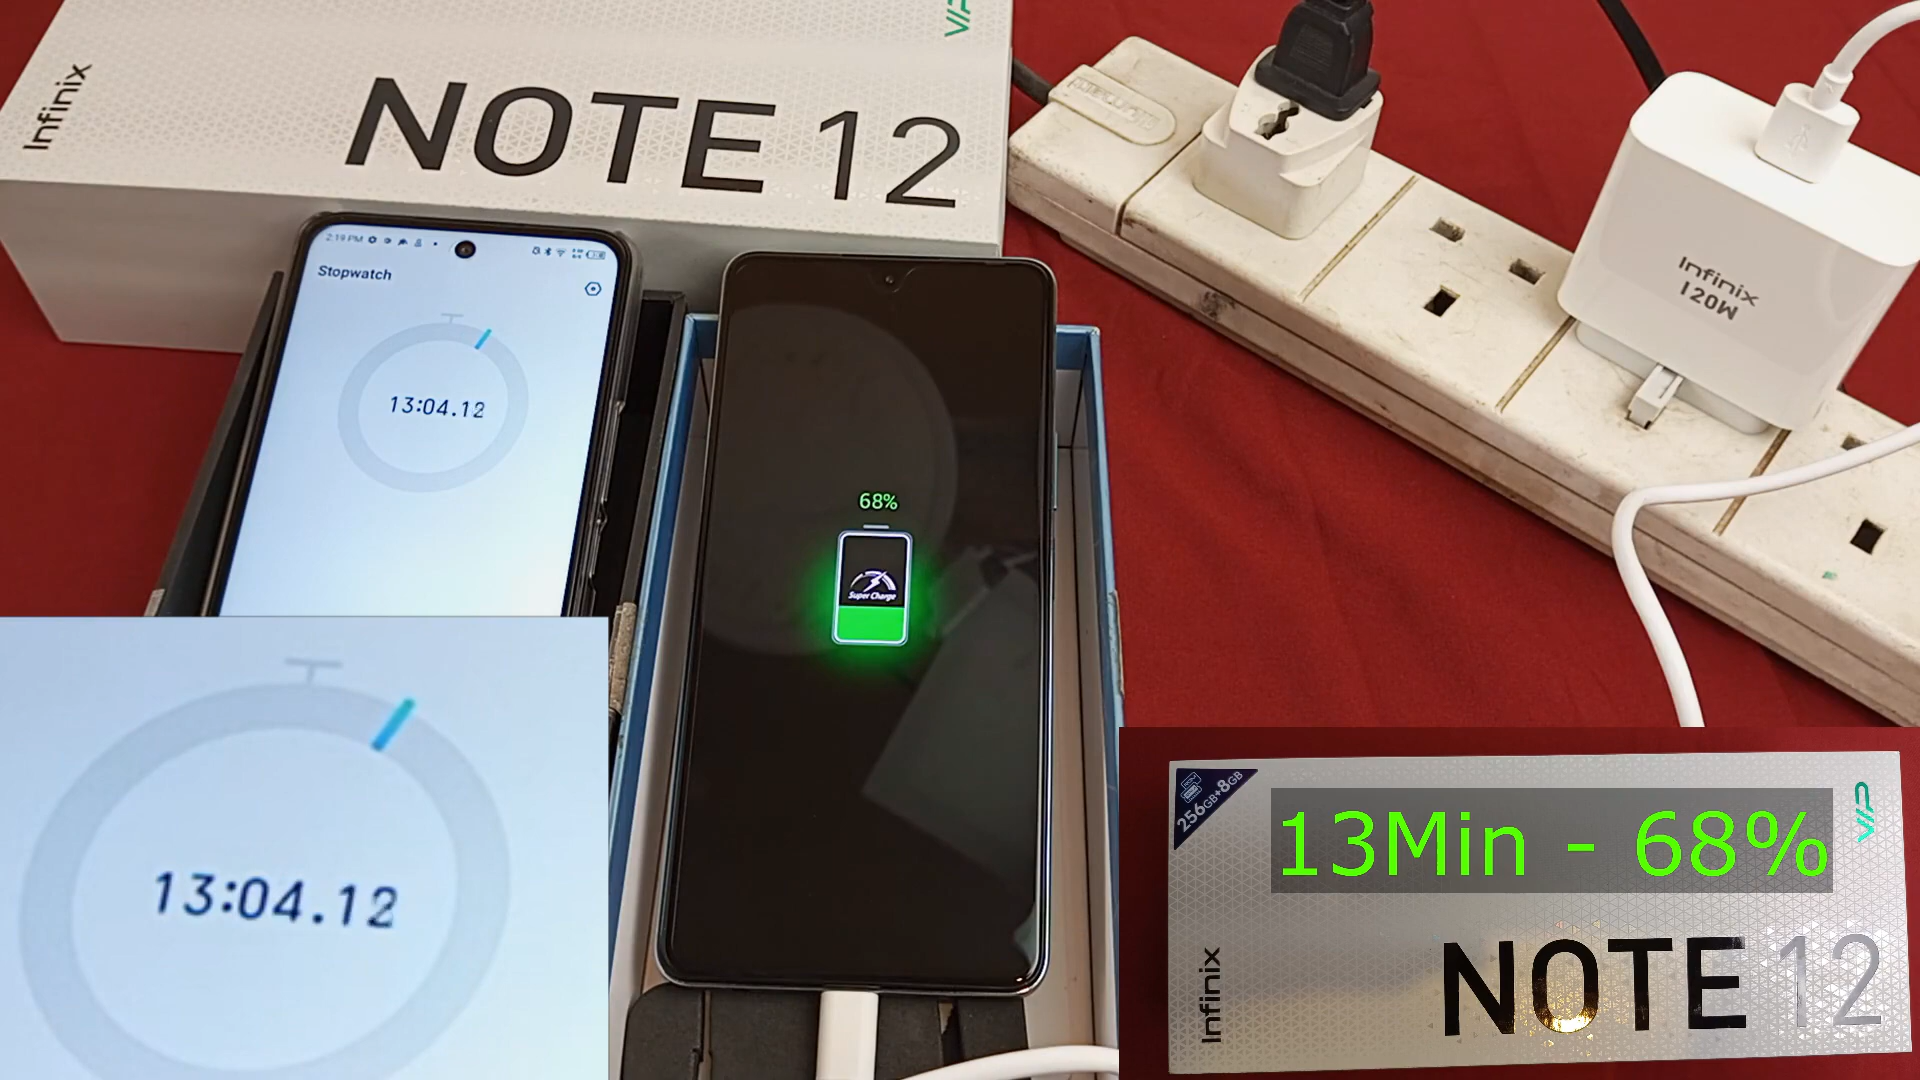 Infinix
NOTE 12
VIP
2:19 PM
Stopwatch
13:04.12
68%
Super Charge
Infinix
120W
13:04.12
256GB+8GB
13Min - 68%
VIP
Infinix
NOTE 12